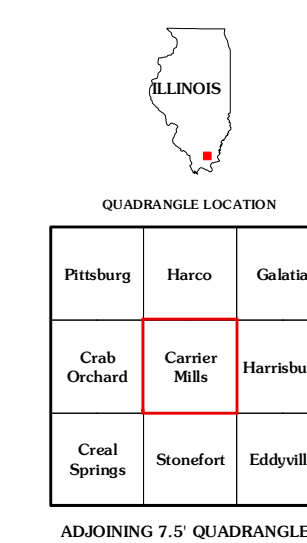 ILLINOIS
QUADRANGLE LOCATION
Pittsburg Harco Galatia
Crab Orchard Carrier Mills Harrisbu
Creal Springs Stonefort Eddyvill
ADJOINING 7.5' QUADRANGLE